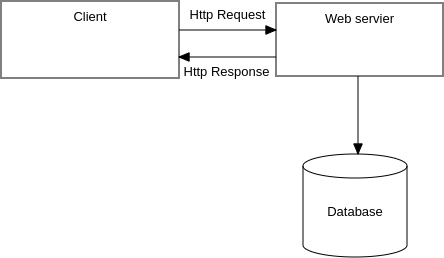 Client
Http Request
Web servier
Http Response
Database